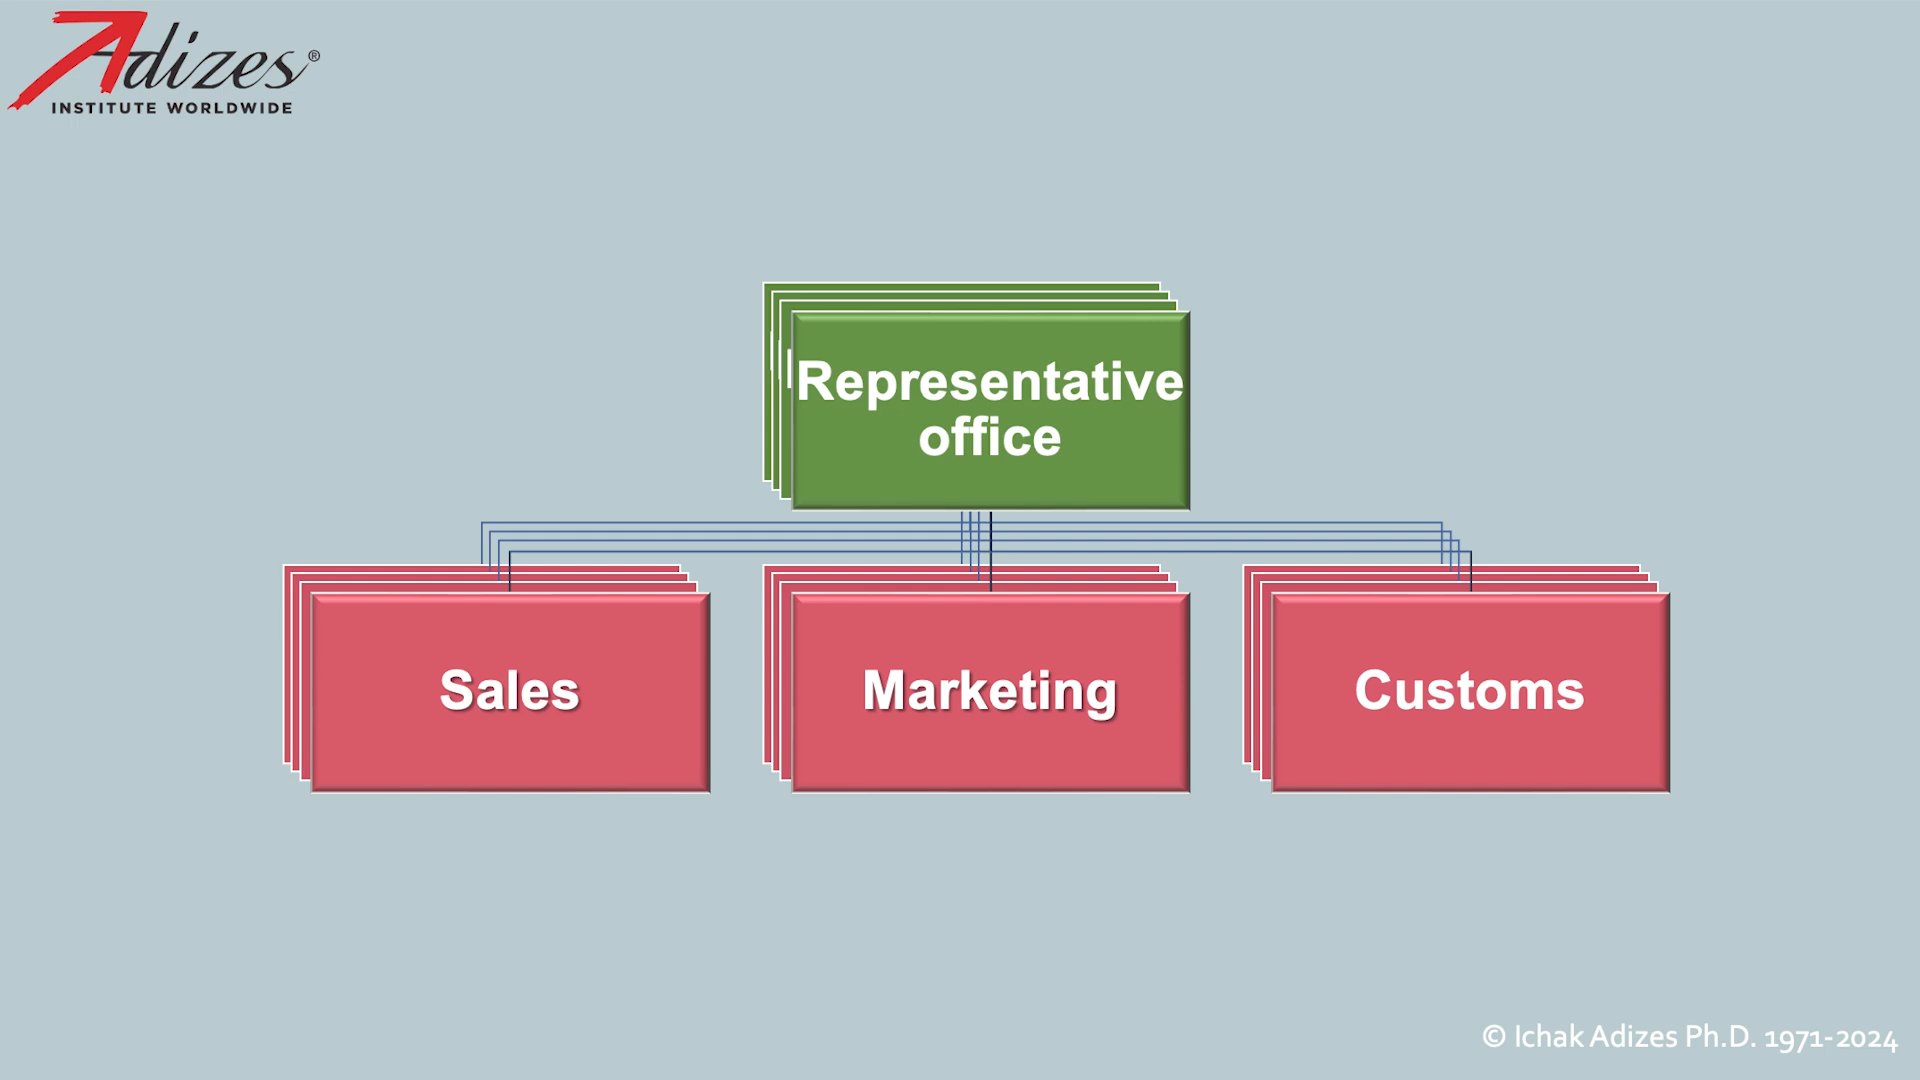 Adizes®
INSTITUTE WORLDWIDE
Representative
office
Sales
Marketing
Customs
© Ichak Adizes Ph.D. 1971-2024